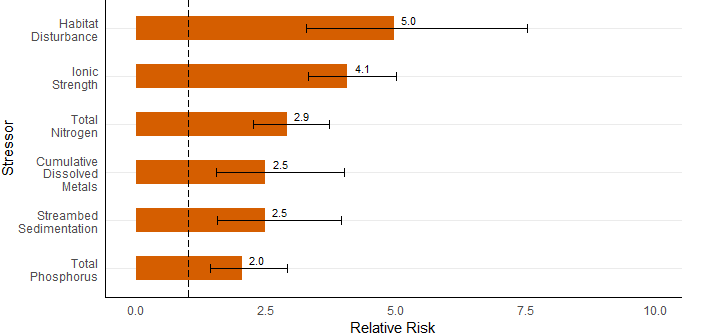 Habitat
Disturbance
5.0
Ionic
Strength
4.1
Total
Nitrogen
2.9
Cumulative
Dissolved
Metals
2.5
Streambed
Sedimentation
2.5
Total
Phosphorus
2.0
Stressor
0.0 2.5 5.0 7.5 10.0
Relative Risk